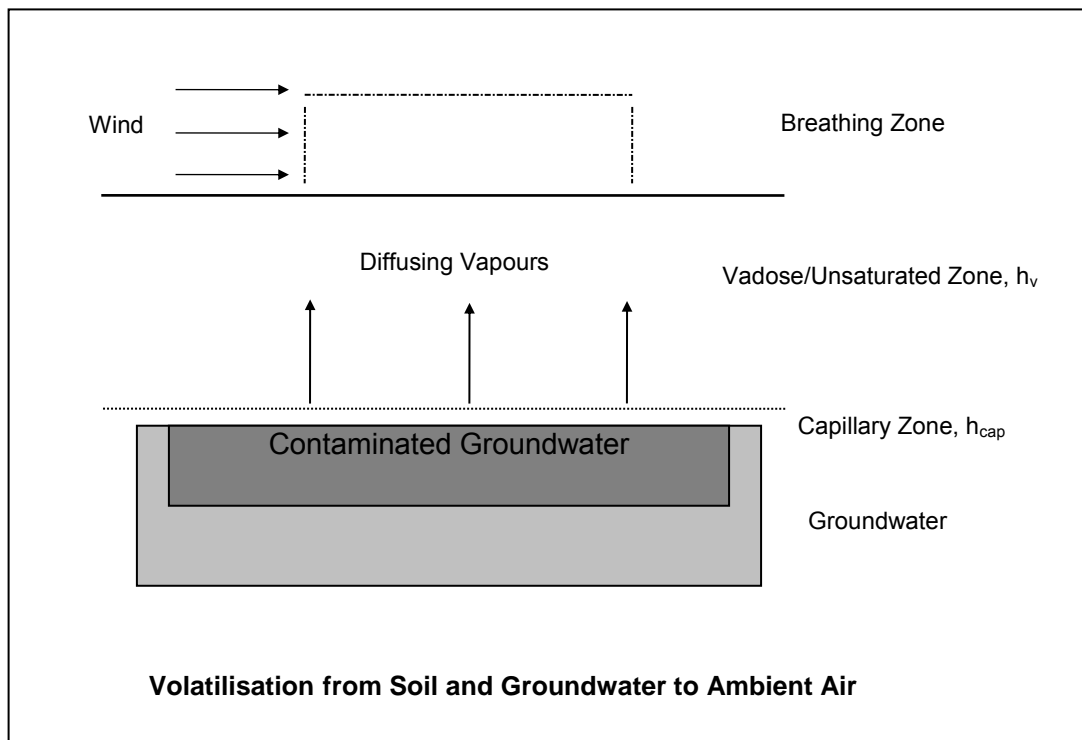 Wind
Breathing Zone
Diffusing Vapours
Vadose/Unsaturated Zone, hv
Capillary Zone, hcap
Contaminated Groundwater
Groundwater
Volatilisation from Soil and Groundwater to Ambient Air